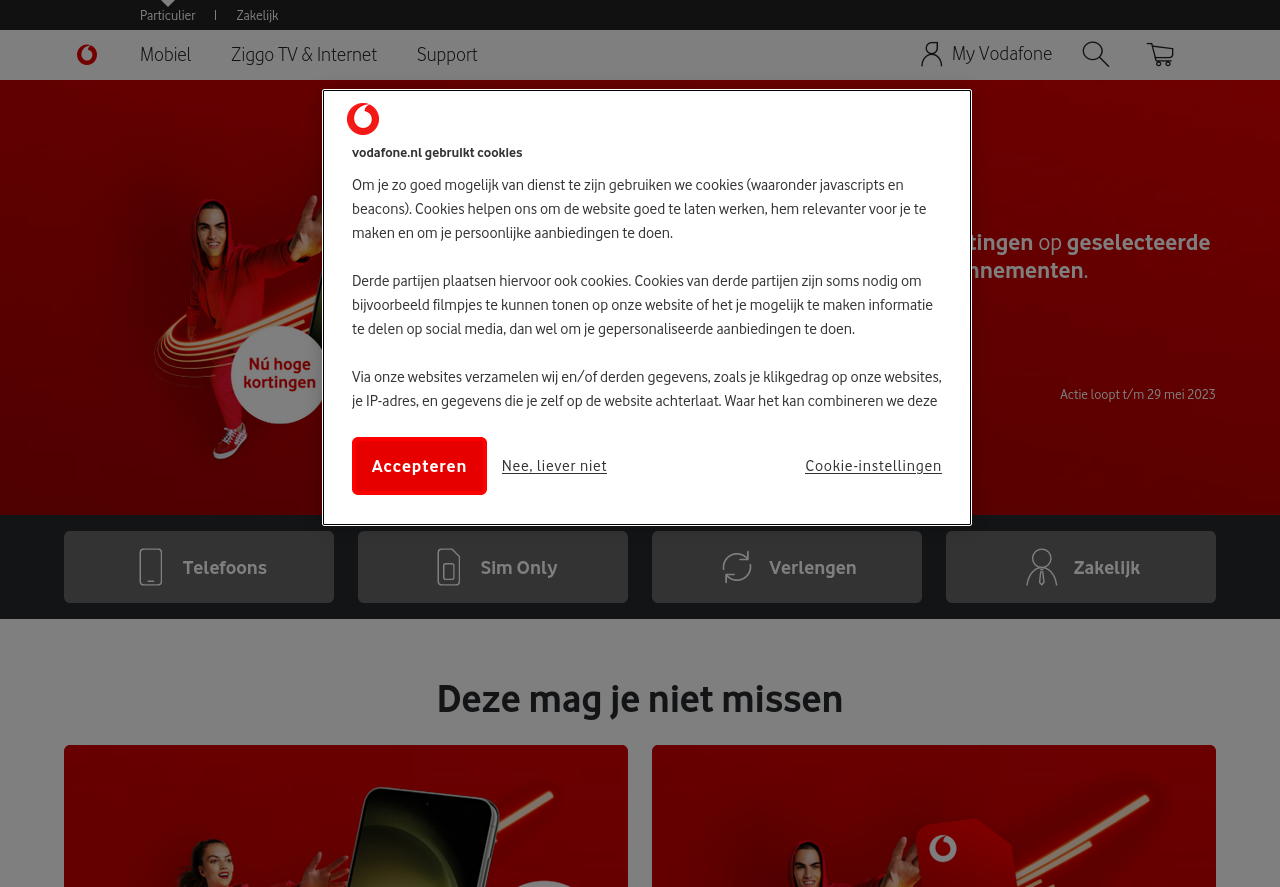 Particulier | Zakelijk
Mobiel Ziggo TV & Internet Support My Vodafone
vodafone.nl gebruikt cookies
Om je zo goed mogelijk van dienst te zijn gebruiken we cookies (waaronder javascripts en
beacons). Cookies helpen ons om de website goed te laten werken, hem relevanter voor je te
maken en om je persoonlijke aanbiedingen te doen.
Derde partijen plaatsen hiervoor ook cookies. Cookies van derde partijen zijn soms nodig om
bijvoorbeeld filmpjes te kunnen tonen op onze website of het je mogelijk te maken informatie
te delen op social media, dan wel om je gepersonaliseerde aanbiedingen te doen.
Via onze websites verzamelen wij en/of derden gegevens, zoals je klikgedrag op onze websites,
je IP-adres, en gegevens die je zelf op de website achterlaat. Waar het kan combineren we deze
Accepteren Nee, liever niet Cookie-instellingen
tingen op geselecteerde
nnementen.
Nú hoge
kortingen
Actie loopt t/m 29 mei 2023
Telefoons Sim Only Verlengen Zakelijk
Deze mag je niet missen